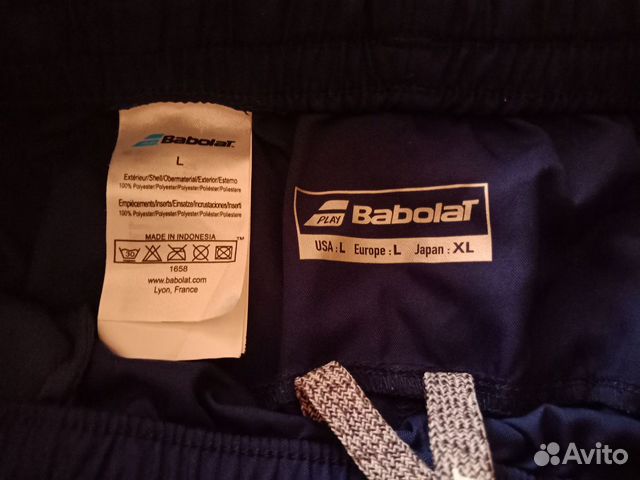 Babolat
L
Extérieur/Shell/Obermaterial/Exterior/Esterno
100% Polyester/Polyester/Polyester/Poliéster/Poliestere
Empiècements/Inserts/Einsätze/Incrustaciones/Inserti
100% Polyester/Polyester/Polyester/Poliéster/Poliestere
MADE IN INDONESIA
TM
30
1658
www.babolat.com
Lyon, France
PLAY Babolat
USA : L Europe : L Japan : XL
Avito